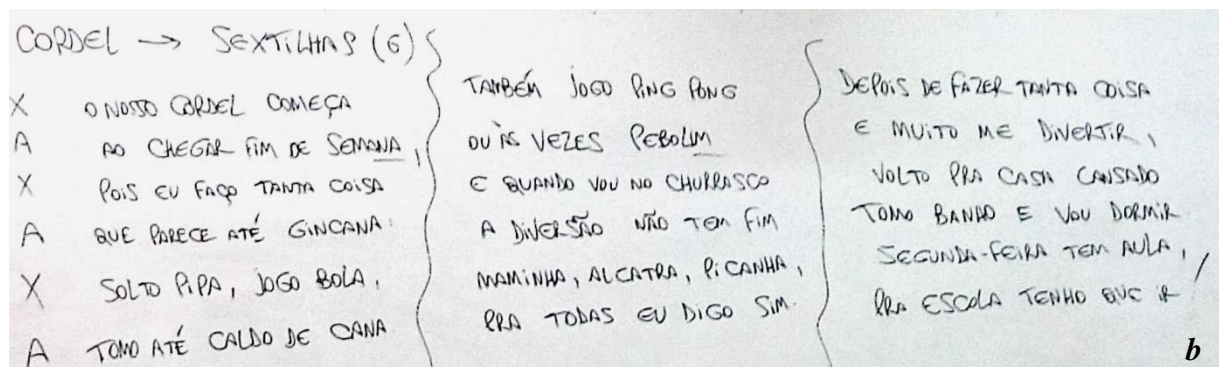 CORDEL → SEXTILHAS (6)
X O NOSSO CORDEL COMEÇA
A AO CHEGAR FIM DE SEMANA,
X POIS EU FAÇO TANTA COISA
A QUE PARECE ATÉ GINCANA:
X SOLTO PIPA, JOGO BOLA,
A TOMO ATÉ CALDO DE CANA
TAMBÉM JOGO PING PONG
OU ÀS VEZES PEBOLIM
E QUANDO VOU NO CHURRASCO
A DIVERSÃO NÃO TEM FIM
MAMINHA, ALCATRA, PICANHA,
PRA TODAS EU DIGO SIM.
DEPOIS DE FAZER TANTA COISA
E MUITO ME DIVERTIR,
VOLTO PRA CASA CANSADO
TOMO BANHO E VOU DORMIR
SEGUNDA-FEIRA TEM AULA,
PRA ESCOLA TENHO QUE IR
b